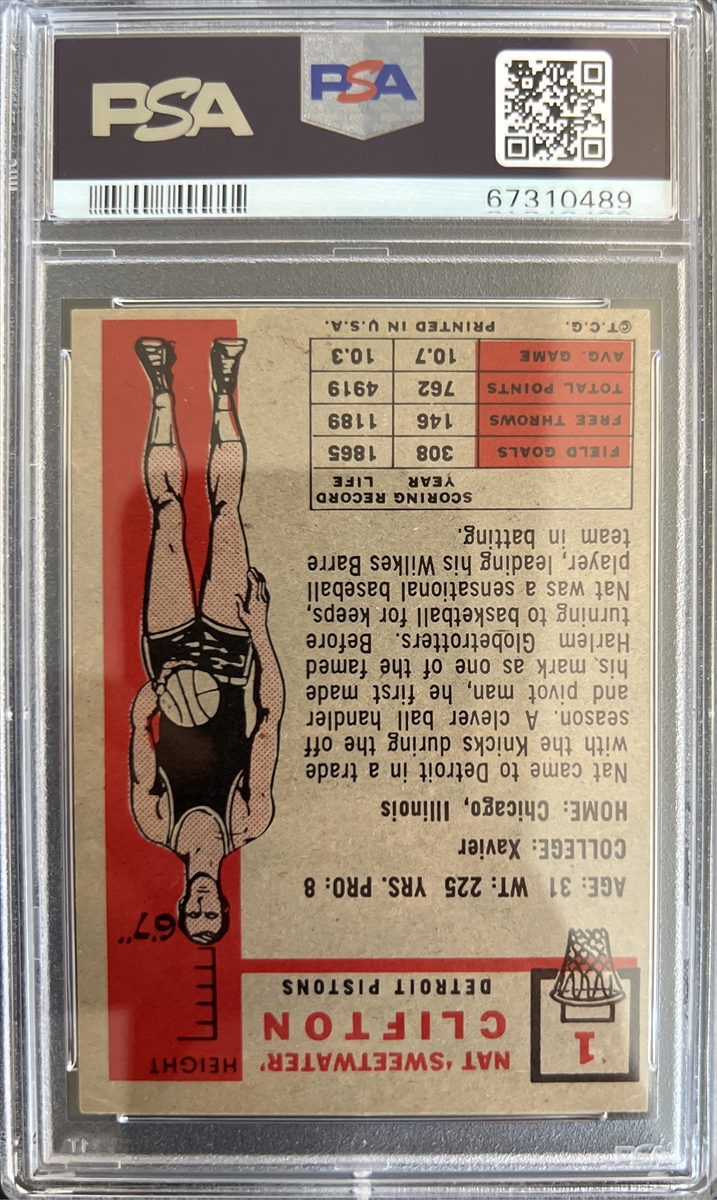 PSA
PSA
67310489
1
NAT 'SWEETWATER'
CLIFTON
DETROIT PISTONS
HEIGHT
6'7"
AGE: 31 WT: 225 YRS. PRO: 8
COLLEGE: Xavier
HOME: Chicago, Illinois
Nat came to Detroit in a trade
with the Knicks during the off
season. A clever ball handler
and pivot man, he first made
his mark as one of the famed
Harlem Globetrotters. Before
turning to basketball for keeps,
Nat was a sensational baseball
player, leading his Wilkes Barre
team in batting.
SCORING RECORD YEAR LIFE
FIELD GOALS 308 1865
FREE THROWS 146 1189
TOTAL POINTS 762 4919
AVG. GAME 10.7 10.3
©T.C.G. PRINTED IN U.S.A.
PSA